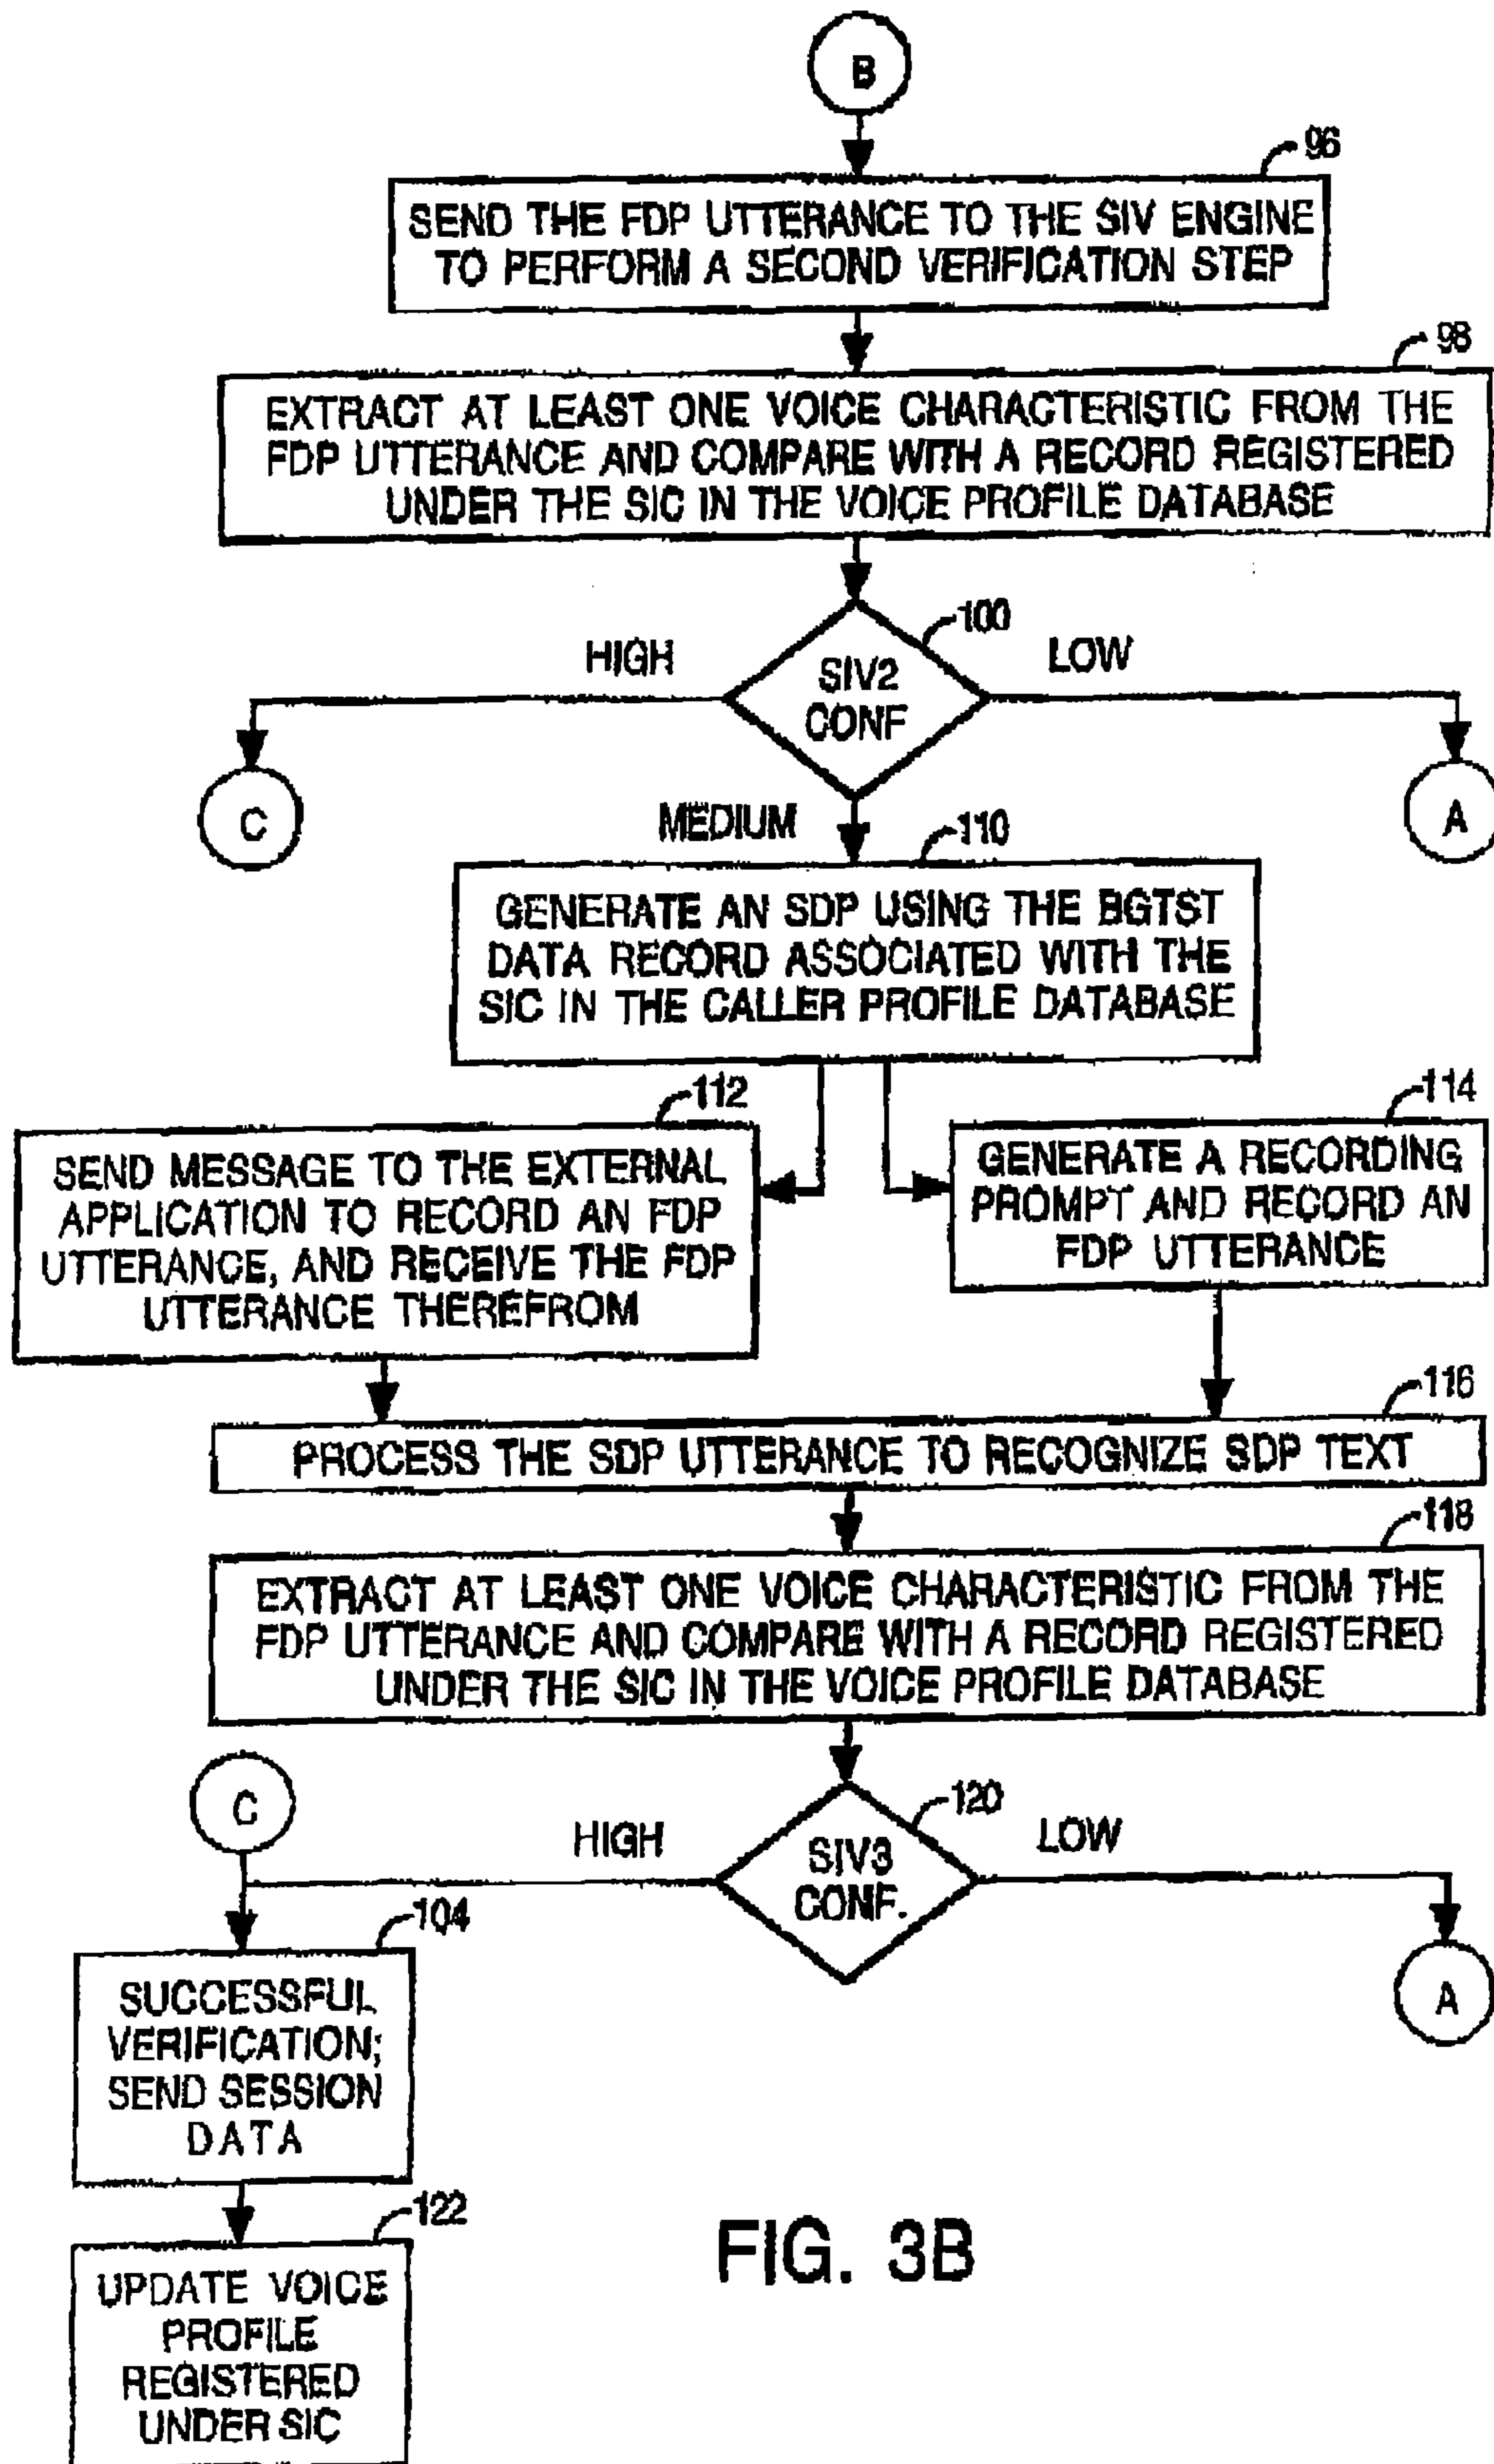 B
96
SEND THE FDP UTTERANCE TO THE SIV ENGINE
TO PERFORM A SECOND VERIFICATION STEP
98
EXTRACT AT LEAST ONE VOICE CHARACTERISTIC FROM THE
FDP UTTERANCE AND COMPARE WITH A RECORD REGISTERED
UNDER THE SIC IN THE VOICE PROFILE DATABASE
100
HIGH
LOW
SIV2
CONF
C
A
MEDIUM
110
GENERATE AN SDP USING THE BGTST
DATA RECORD ASSOCIATED WITH THE
SIC IN THE CALLER PROFILE DATABASE
112
SEND MESSAGE TO THE EXTERNAL
APPLICATION TO RECORD AN FDP
UTTERANCE, AND RECEIVE THE FDP
UTTERANCE THEREFROM
114
GENERATE A RECORDING
PROMPT AND RECORD AN
FDP UTTERANCE
116
PROCESS THE SDP UTTERANCE TO RECOGNIZE SDP TEXT
118
EXTRACT AT LEAST ONE VOICE CHARACTERISTIC FROM THE
FDP UTTERANCE AND COMPARE WITH A RECORD REGISTERED
UNDER THE SIC IN THE VOICE PROFILE DATABASE
C
120
HIGH
LOW
SIV3
CONF.
A
104
SUCCESSFUL
VERIFICATION;
SEND SESSION
DATA
122
UPDATE VOICE
PROFILE
REGISTERED
UNDER SIC
FIG. 3B